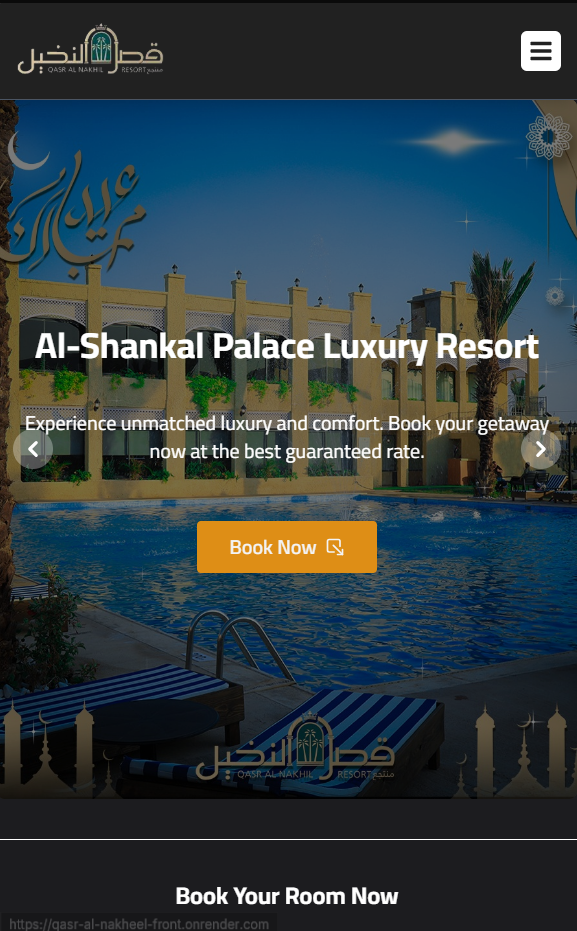 قصر النخيل
QASR AL NAKHIL RESORT منتجع
عيد مبارك
Al-Shankal Palace Luxury Resort
Experience unmatched luxury and comfort. Book your getaway
now at the best guaranteed rate.
Book Now
قصر النخيل
QASR AL NAKHIL RESORT منتجع
Book Your Room Now
https://qasr-al-nakheel-front.onrender.com